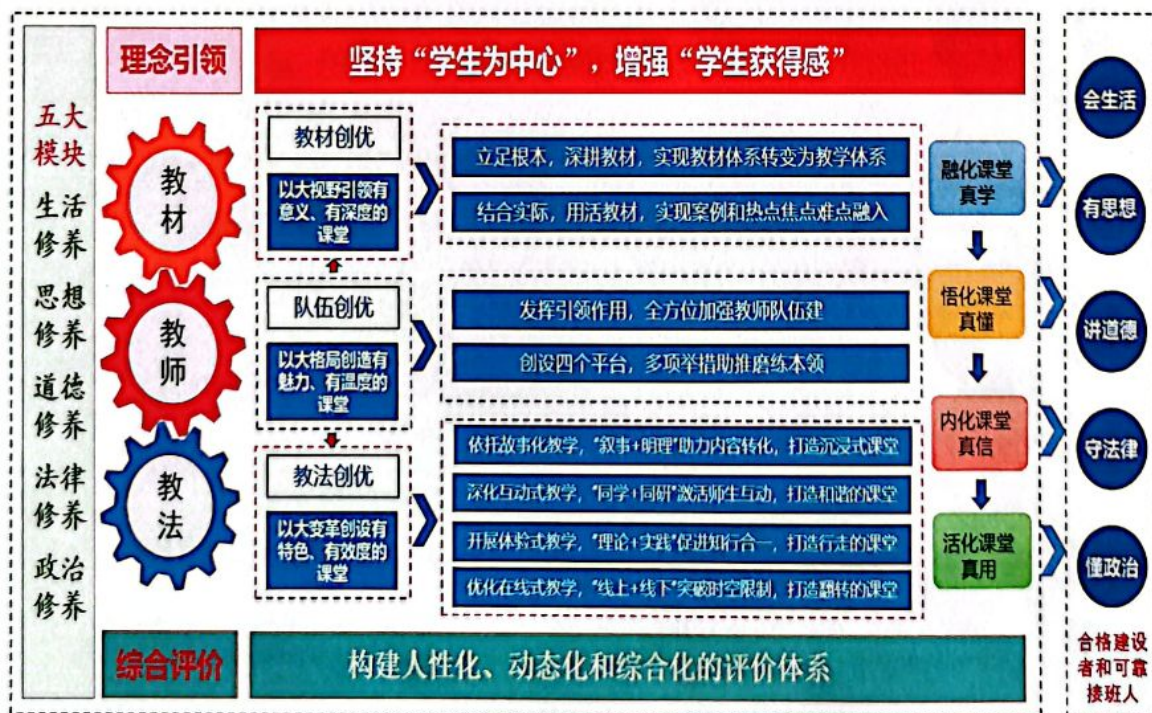 理念引领
坚持“学生为中心”，增强“学生获得感”
五大
模块
生活
修养
思想
修养
道德
修养
法律
修养
政治
修养
教材
教师
教法
教材创优
以大视野引领有
意义、有深度的
课堂
立足根本，深耕教材，实现教材体系转变为教学体系
结合实际，用活教材，实现案例和热点焦点难点融入
队伍创优
以大格局创造有
魅力、有温度的
课堂
发挥引领作用，全方位加强教师队伍建
创设四个平台，多项举措助推磨练本领
教法创优
以大变革创设有
特色、有效度的
课堂
依托故事化教学，“叙事+明理”助力内容转化，打造沉浸式课堂
深化互动式教学，“同学+同研”激活师生互动，打造和谐的课堂
开展体验式教学，“理论+实践”促进知行合一，打造行走的课堂
优化在线式教学，“线上+线下”突破时空限制，打造翻转的课堂
融化课堂
真学
悟化课堂
真懂
内化课堂
真信
活化课堂
真用
会生活
有思想
讲道德
守法律
懂政治
合格建设
者和可靠
接班人
综合评价
构建人性化、动态化和综合化的评价体系